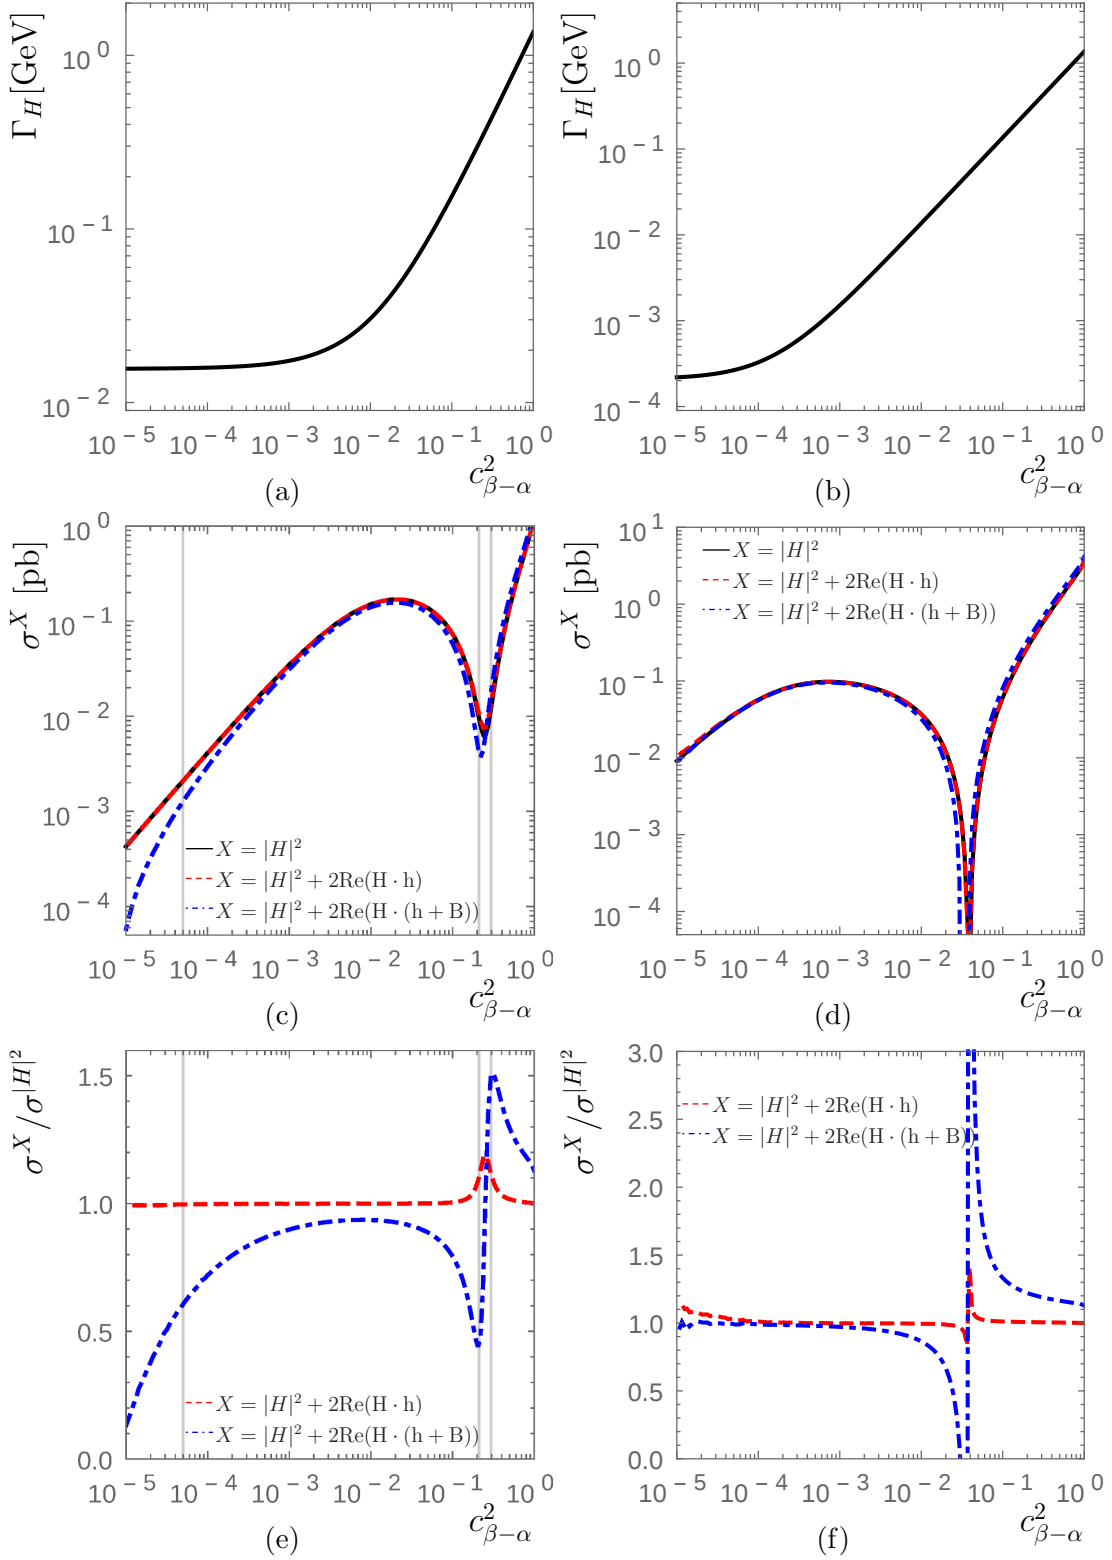 Γ_H [GeV]
10^0
10^{−1}
10^{−2}
10^{−5} 10^{−4} 10^{−3} 10^{−2} 10^{−1} 10^0
c^2_{β−α}
(a)
Γ_H [GeV]
10^0
10^{−1}
10^{−2}
10^{−3}
10^{−4}
10^{−5} 10^{−4} 10^{−3} 10^{−2} 10^{−1} 10^0
c^2_{β−α}
(b)
σ^X [pb]
10^0
10^{−1}
10^{−2}
10^{−3}
10^{−4}
X = |H|^2
X = |H|^2 + 2Re(H · h)
X = |H|^2 + 2Re(H · (h + B))
10^{−5} 10^{−4} 10^{−3} 10^{−2} 10^{−1} 10^0
c^2_{β−α}
(c)
σ^X [pb]
10^1
10^0
10^{−1}
10^{−2}
10^{−3}
10^{−4}
X = |H|^2
X = |H|^2 + 2Re(H · h)
X = |H|^2 + 2Re(H · (h + B))
10^{−5} 10^{−4} 10^{−3} 10^{−2} 10^{−1} 10^0
c^2_{β−α}
(d)
σ^X/σ^{|H|^2}
1.5
1.0
0.5
0.0
X = |H|^2 + 2Re(H · h)
X = |H|^2 + 2Re(H · (h + B))
10^{−5} 10^{−4} 10^{−3} 10^{−2} 10^{−1} 10^0
c^2_{β−α}
(e)
σ^X/σ^{|H|^2}
3.0
2.5
2.0
1.5
1.0
0.5
0.0
X = |H|^2 + 2Re(H · h)
X = |H|^2 + 2Re(H · (h + B))
10^{−5} 10^{−4} 10^{−3} 10^{−2} 10^{−1} 10^0
c^2_{β−α}
(f)